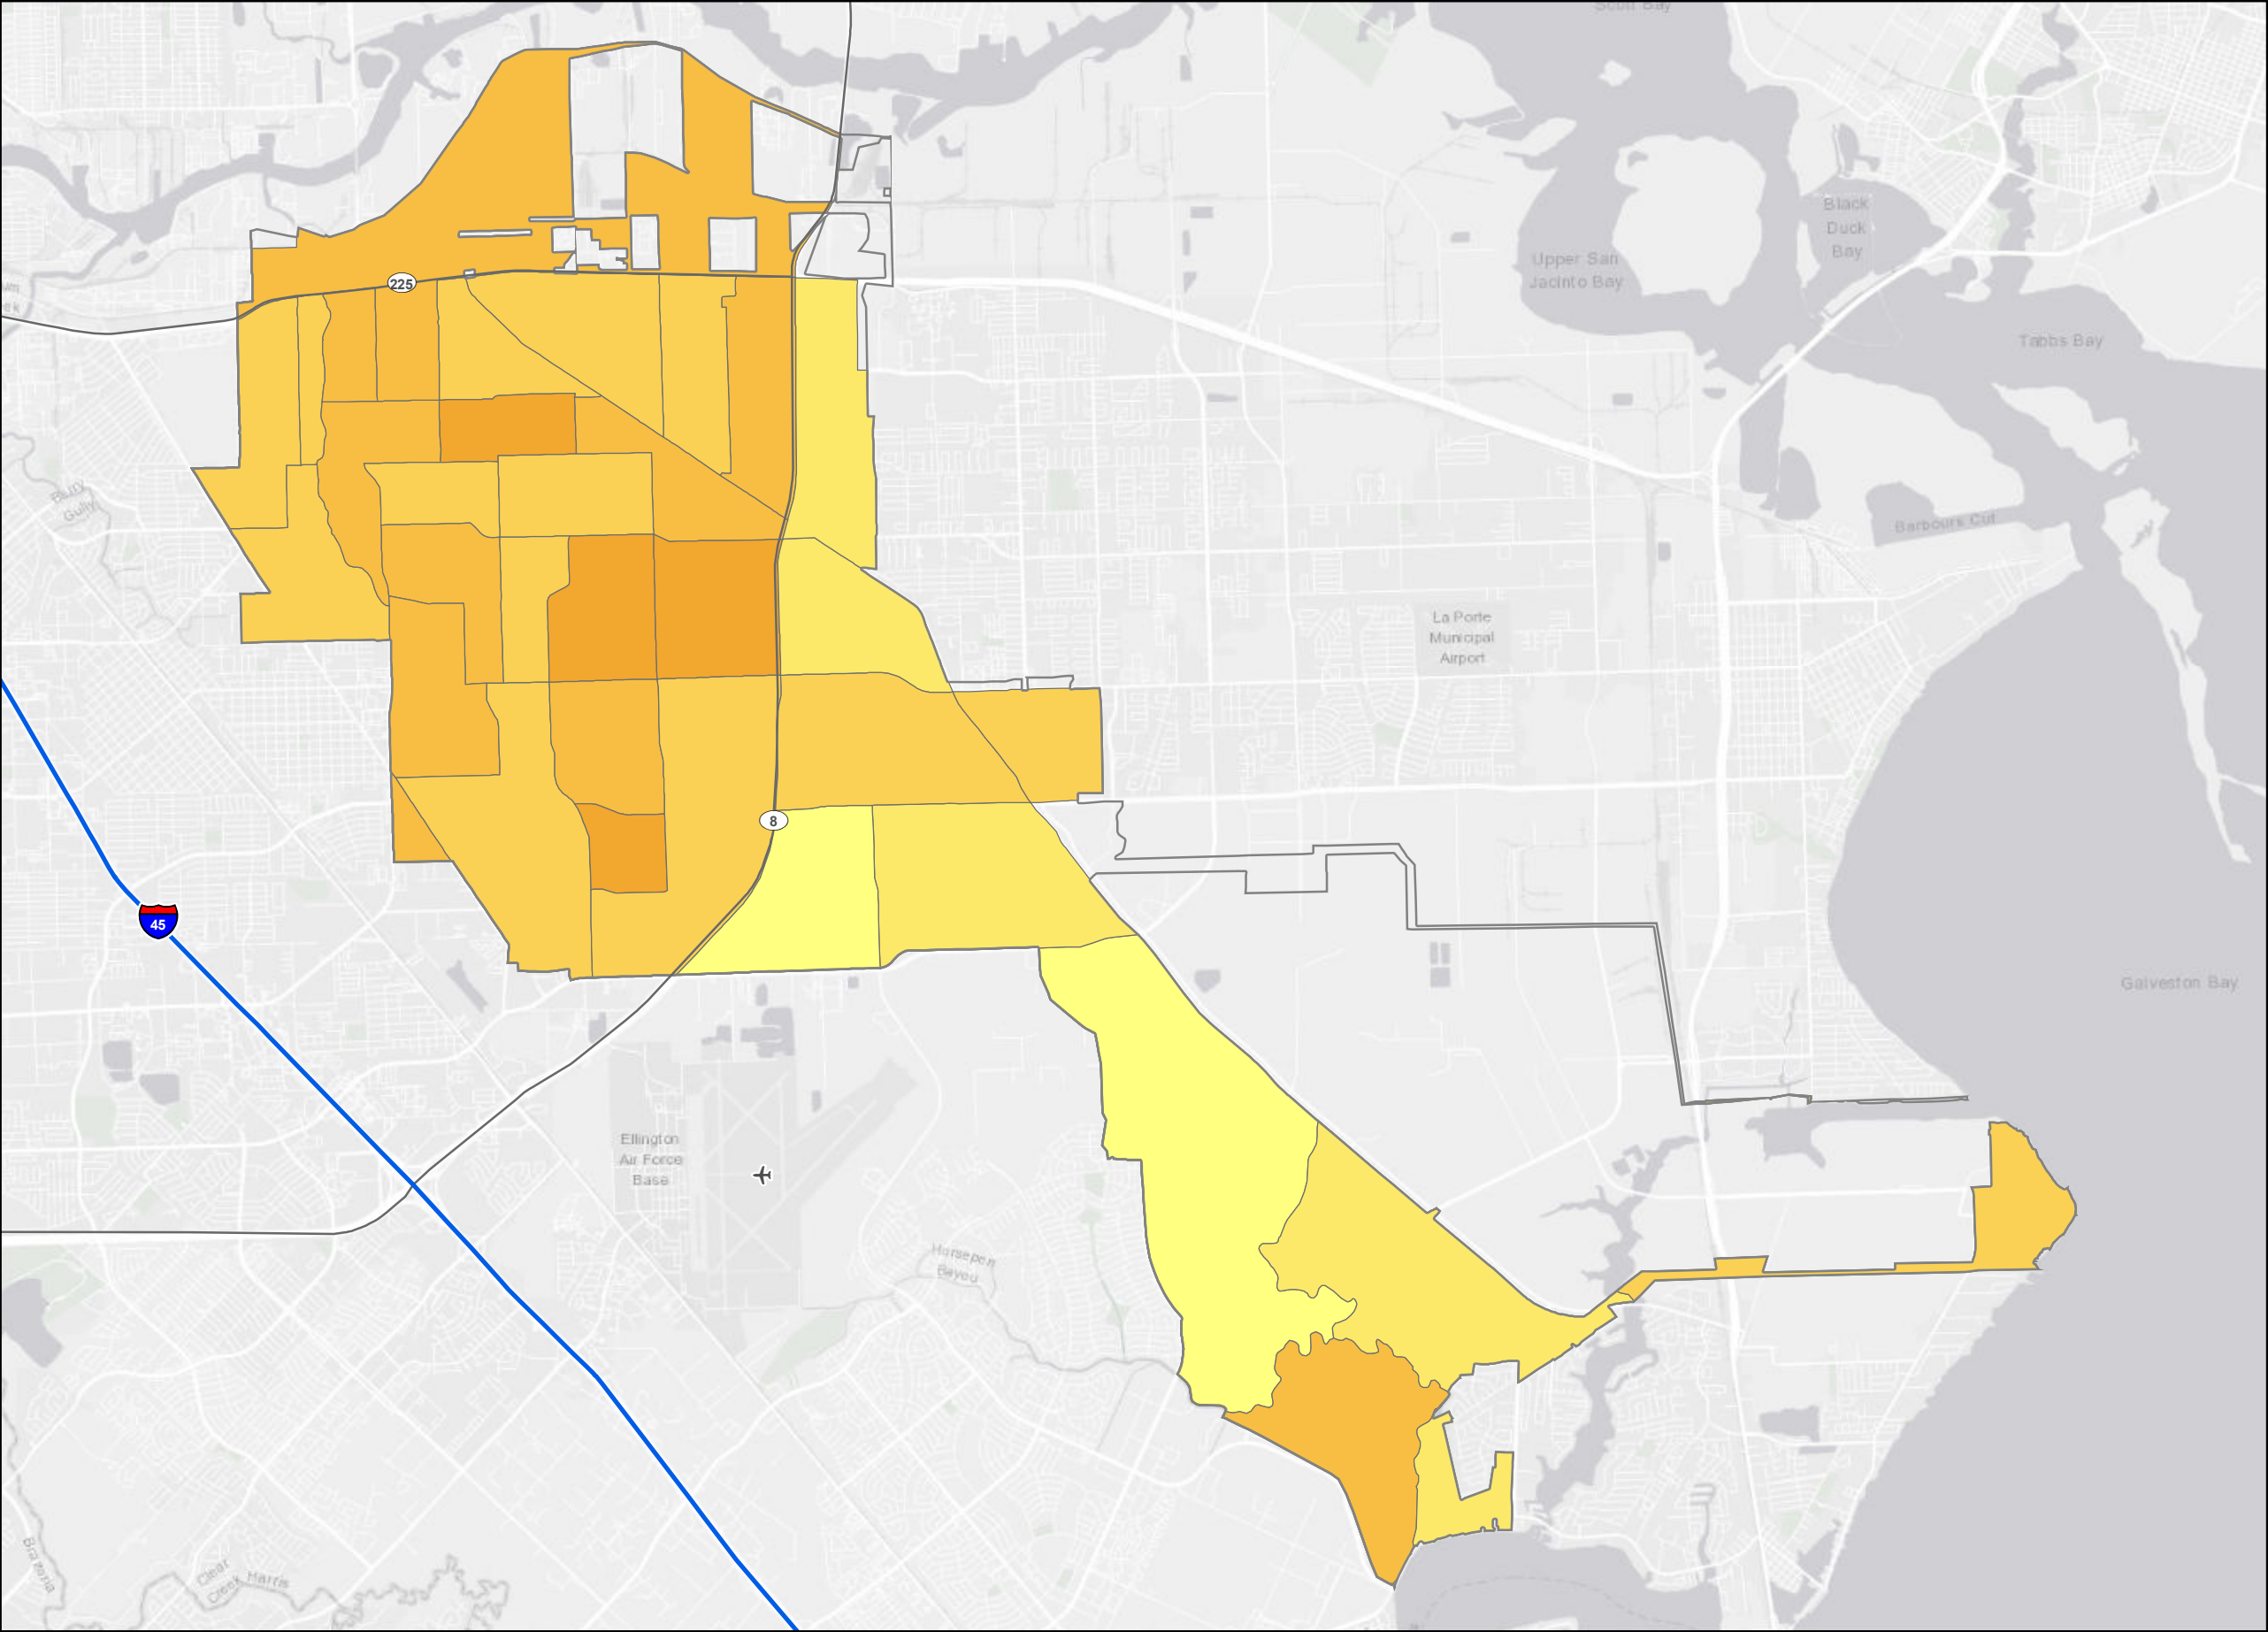 Scott Bay
Black
Duck
Bay
Upper San
Jacinto Bay
225
Tabbs Bay
Berry
Gully
Barbours Cut
La Porte
Municipal
Airport
8
45
Galveston Bay
Ellington
Air Force
Base
Horsepen
Bayou
Brazoria
Clear
Creek
Harris